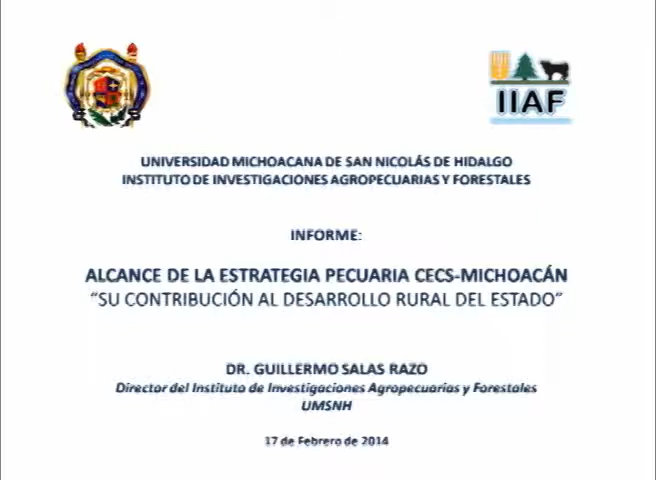 IIAF
UNIVERSIDAD MICHOACANA DE SAN NICOLÁS DE HIDALGO
INSTITUTO DE INVESTIGACIONES AGROPECUARIAS Y FORESTALES
INFORME:
ALCANCE DE LA ESTRATEGIA PECUARIA CECS-MICHOACÁN
“SU CONTRIBUCIÓN AL DESARROLLO RURAL DEL ESTADO”
DR. GUILLERMO SALAS RAZO
Director del Instituto de Investigaciones Agropecuarias y Forestales
UMSNH
17 de Febrero de 2014